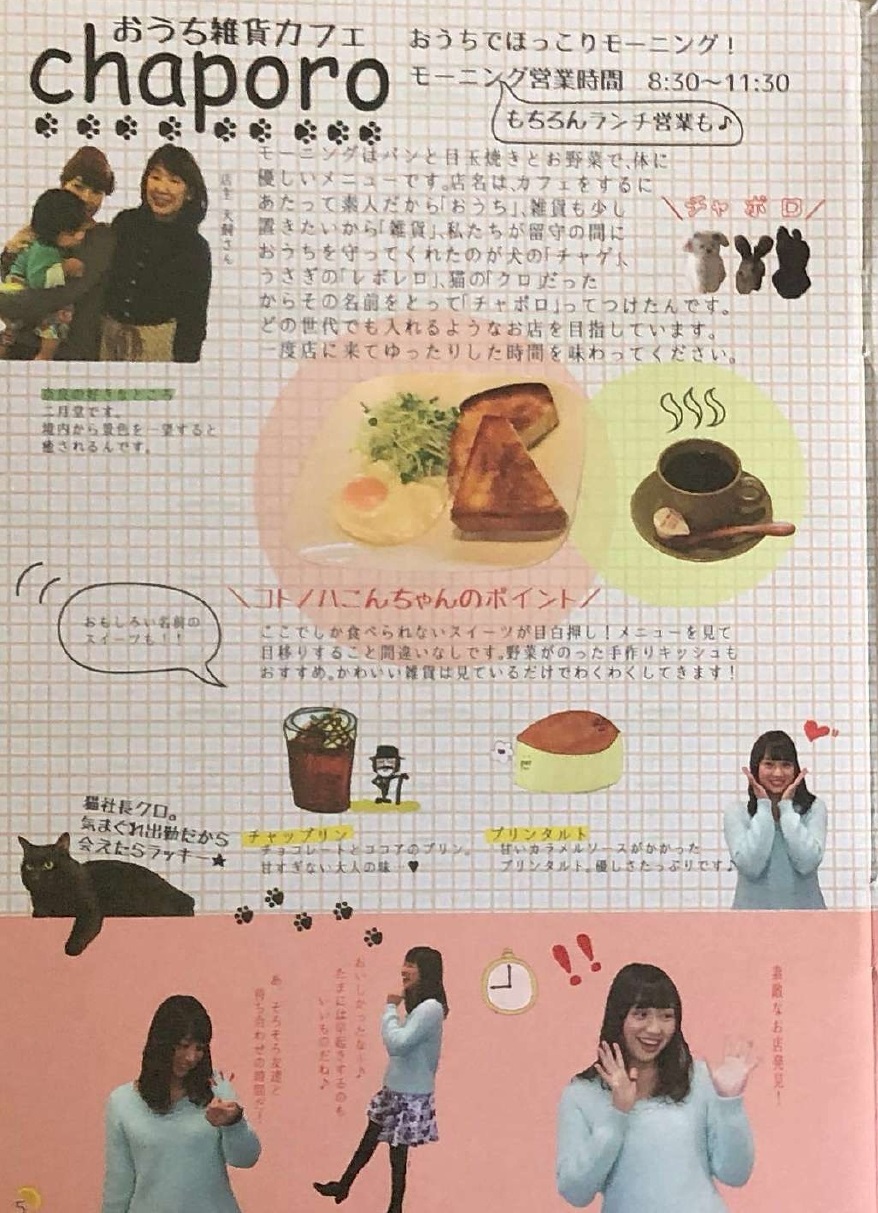 おうち雑貨カフェ
chaporo
おうちでほっこりモーニング！
モーニング営業時間 8:30〜11:30
もちろんランチ営業も♪
モーニングはパンと目玉焼きとお野菜で、体に
優しいメニューです。店名は、カフェをするに
あたって素人だから「おうち」、雑貨も少し
置きたいから「雑貨」、私たちが留守の間に
おうちを守ってくれたのが犬の「チャゲ」、
うさぎの「レボレロ」、猫の「クロ」だった
からその名前をとって「チャポロ」ってつけたんです。
どの世代でも入れるようなお店を目指しています。
一度店に来てゆったりした時間を味わってください。
チャポロ
店主
さん
奈良の好きなところ
二月堂です。
境内から景色を一望すると
癒されるんです。
おもしろい名前の
スイーツも！！
コトノハこんちゃんのポイント
ここでしか食べられないスイーツが目白押し！メニューを見て
目移りすること間違いなしです。野菜がのった手作りキッシュも
おすすめ。かわいい雑貨は見ているだけでわくわくしてきます！
猫社長クロ。
気まぐれ出勤だから
会えたらラッキー★
チャップリン
チョコレートとココアのプリン。
甘すぎない大人の味…♥
プリンタルト
甘いカラメルソースがかかった
プリンタルト。優しさたっぷりです♪
素敵なお店発見！
おいしかったな〜♪
たまには早起きするのも
いいものだね♪
あ、そろそろ友達と
待ち合わせの時間だ！
5